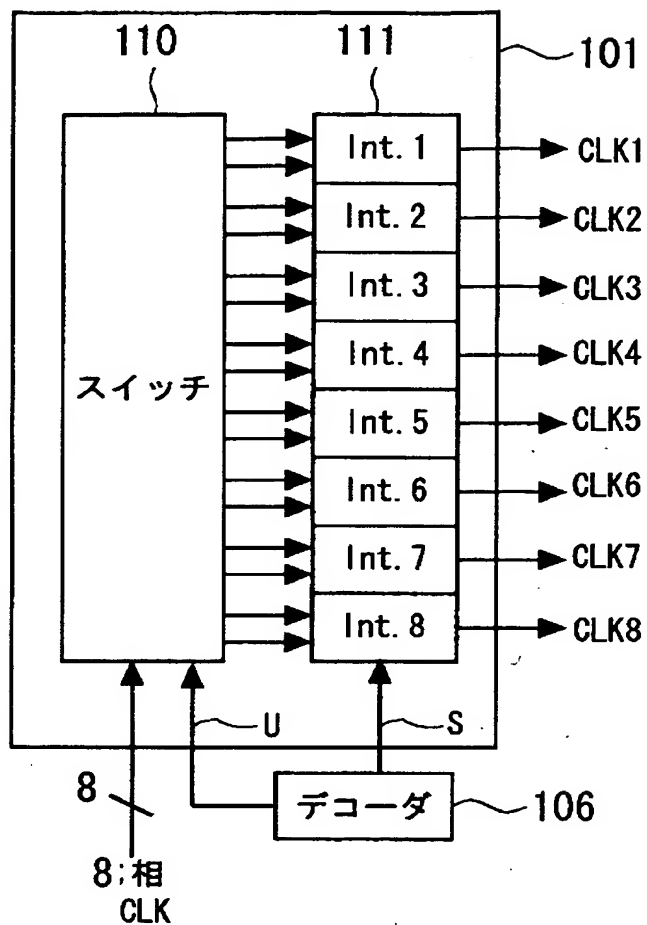 110
111
101
Int. 1
CLK1
Int. 2
CLK2
Int. 3
CLK3
Int. 4
CLK4
スイッチ
Int. 5
CLK5
Int. 6
CLK6
Int. 7
CLK7
Int. 8
CLK8
U
S
8
デコーダ
106
8;相
CLK